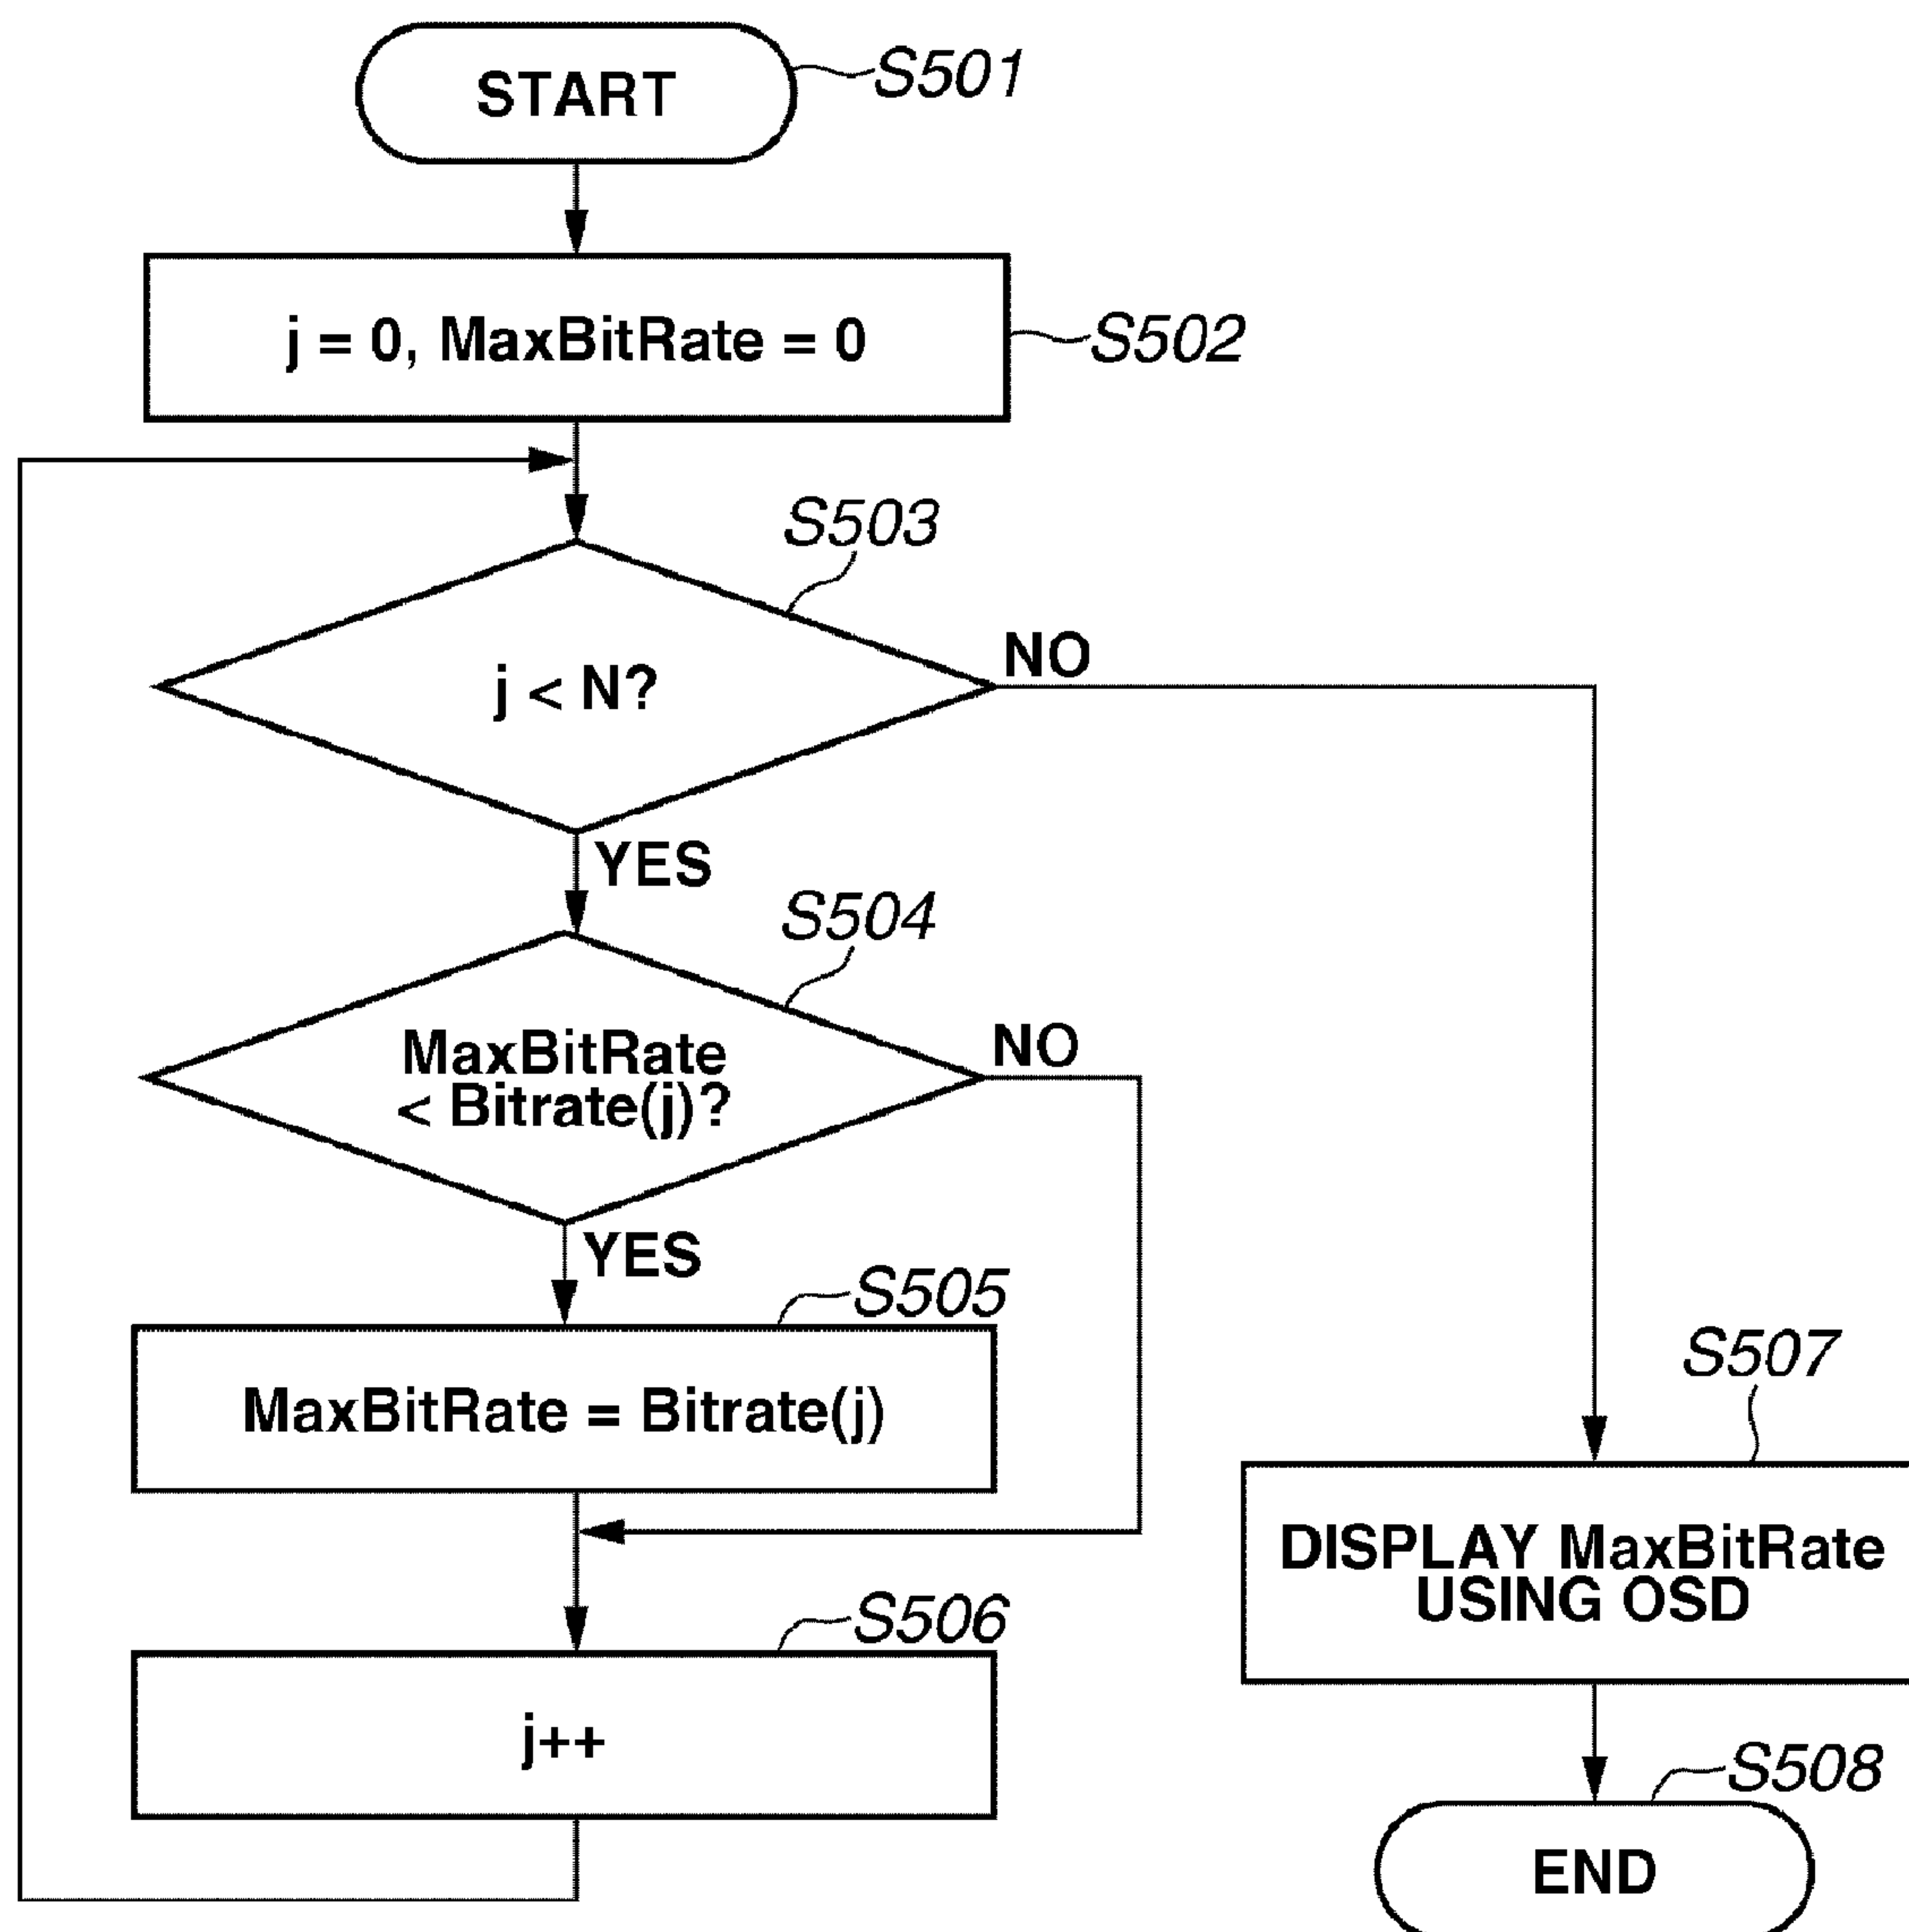 START
S501
j = 0, MaxBitRate = 0
S502
S503
j < N?
NO
YES
S504
MaxBitRate
< Bitrate(j)?
NO
YES
S505
MaxBitRate = Bitrate(j)
S506
j++
S507
DISPLAY MaxBitRate
USING OSD
S508
END